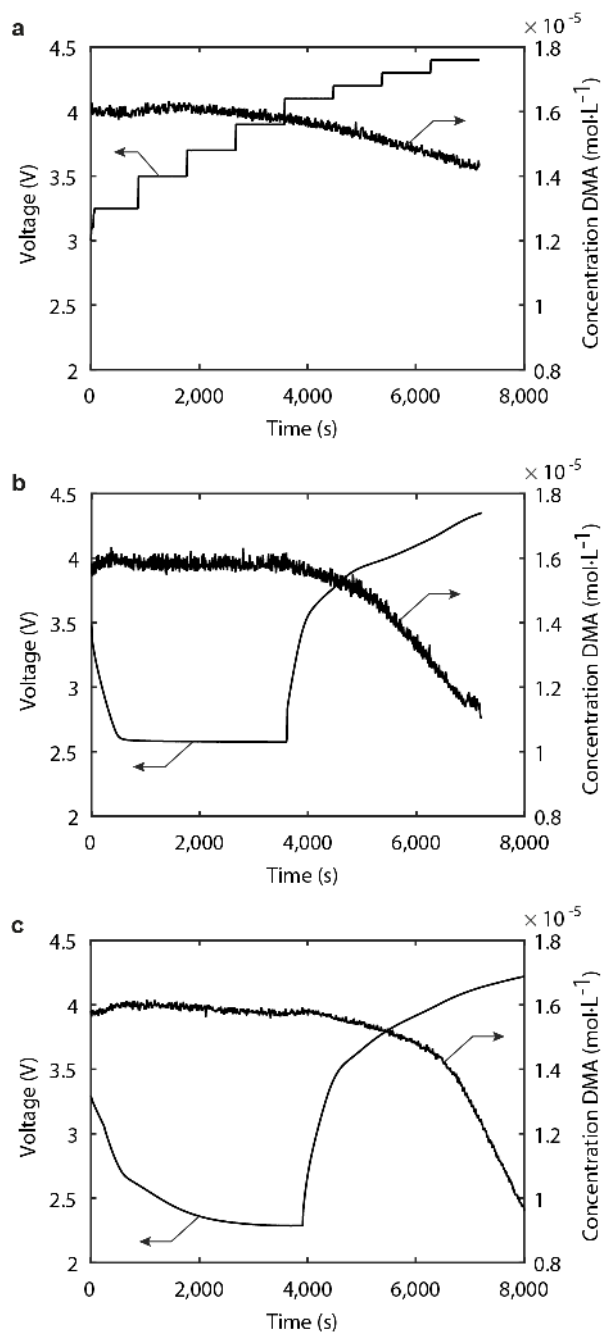 a
× 10⁻⁵
4.5
4
3.5
3
2.5
2
Voltage (V)
1.8
1.6
1.4
1.2
1
0.8
Concentration DMA (mol·L⁻¹)
0 2,000 4,000 6,000 8,000
Time (s)
b
× 10⁻⁵
4.5
4
3.5
3
2.5
2
Voltage (V)
1.8
1.6
1.4
1.2
1
0.8
Concentration DMA (mol·L⁻¹)
0 2,000 4,000 6,000 8,000
Time (s)
c
× 10⁻⁵
4.5
4
3.5
3
2.5
2
Voltage (V)
1.8
1.6
1.4
1.2
1
0.8
Concentration DMA (mol·L⁻¹)
0 2,000 4,000 6,000 8,000
Time (s)